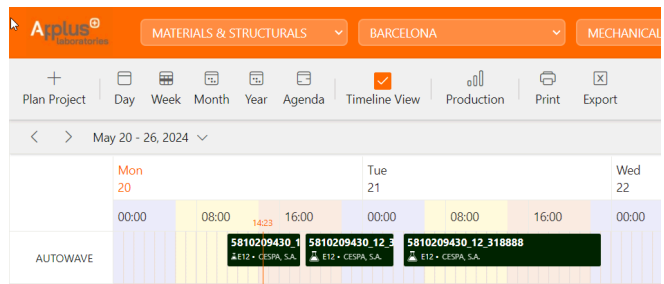 Applus+
laboratories
MATERIALS & STRUCTURALS
BARCELONA
MECHANICAL
Plan Project
Day
Week
Month
Year
Agenda
Timeline View
Production
Print
Export
May 20 - 26, 2024
Mon
20
Tue
21
Wed
22
00:00
08:00
14:23
16:00
00:00
08:00
16:00
00:00
AUTOWAVE
5810209430_1
E12 • CESPA, S.A.
5810209430_12_3
E12 • CESPA, S.A.
5810209430_12_318888
E12 • CESPA, S.A.